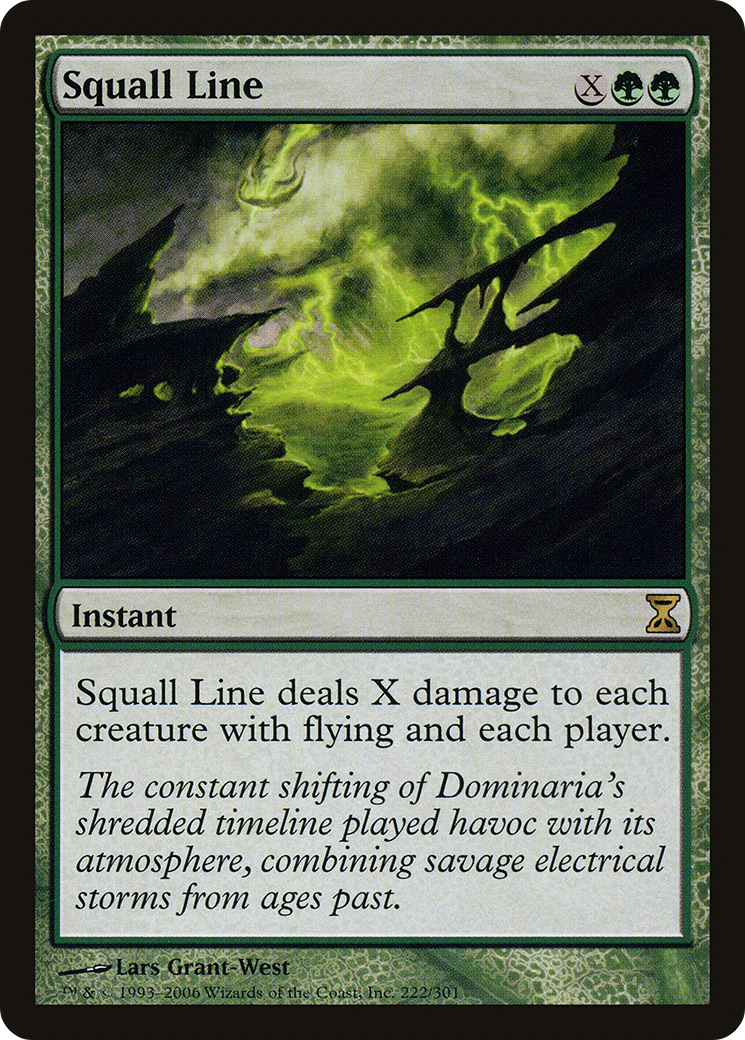 Squall Line
X
Instant
Squall Line deals X damage to each
creature with flying and each player.
The constant shifting of Dominaria's
shredded timeline played havoc with its
atmosphere, combining savage electrical
storms from ages past.
Lars Grant-West
™ & © 1993–2006 Wizards of the Coast, Inc. 222/301